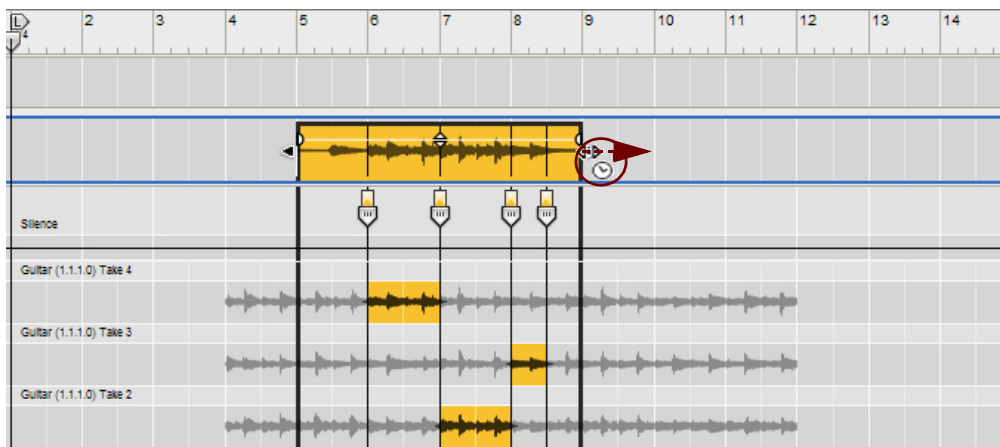 L 2 3 4 5 6 7 8 9 10 11 12 13 14
4
Silence
Guitar (1.1.1.0) Take 4
Guitar (1.1.1.0) Take 3
Guitar (1.1.1.0) Take 2